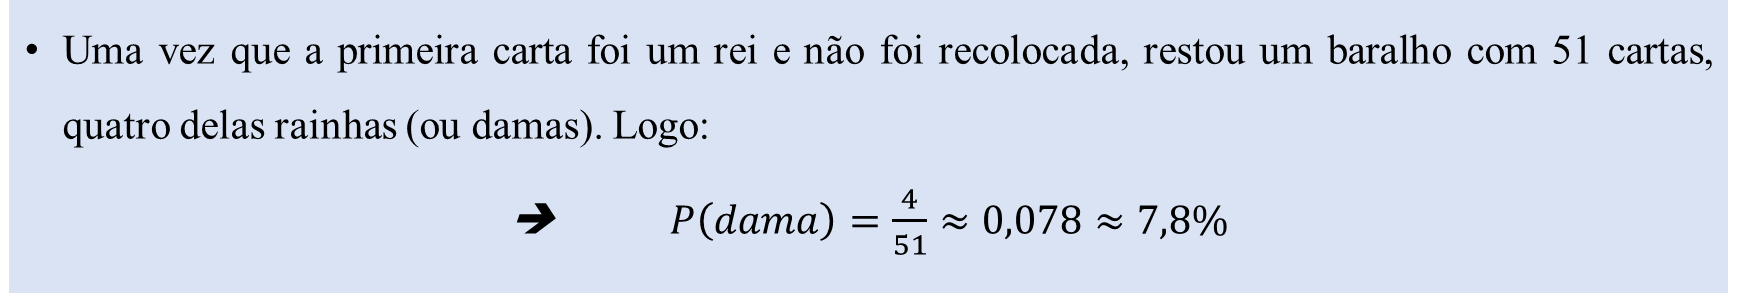 • Uma vez que a primeira carta foi um rei e não foi recolocada, restou um baralho com 51 cartas,
quatro delas rainhas (ou damas). Logo:
➔ P(dama) = 4/51 ≈ 0,078 ≈ 7,8%